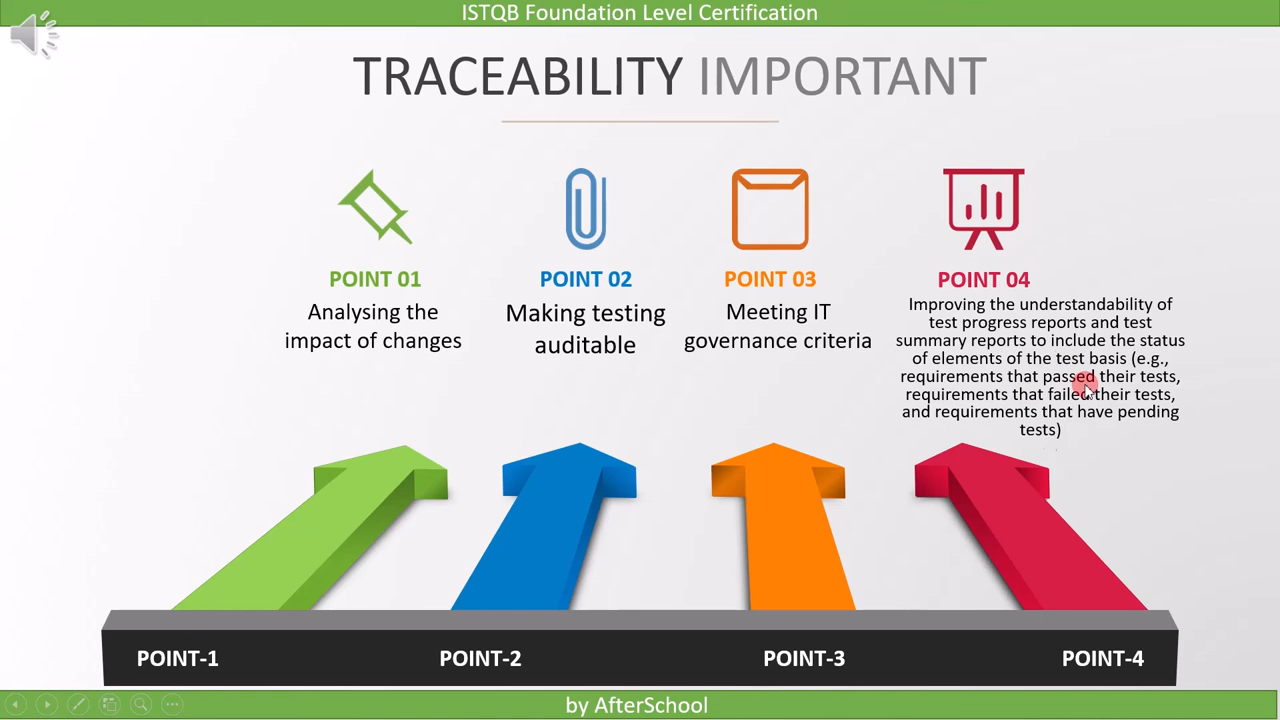 ISTQB Foundation Level Certification
TRACEABILITY IMPORTANT
POINT 01
Analysing the
impact of changes
POINT 02
Making testing
auditable
POINT 03
Meeting IT
governance criteria
POINT 04
Improving the understandability of
test progress reports and test
summary reports to include the status
of elements of the test basis (e.g.,
requirements that passed their tests,
requirements that failed their tests,
and requirements that have pending
tests)
POINT-1
POINT-2
POINT-3
POINT-4
by AfterSchool